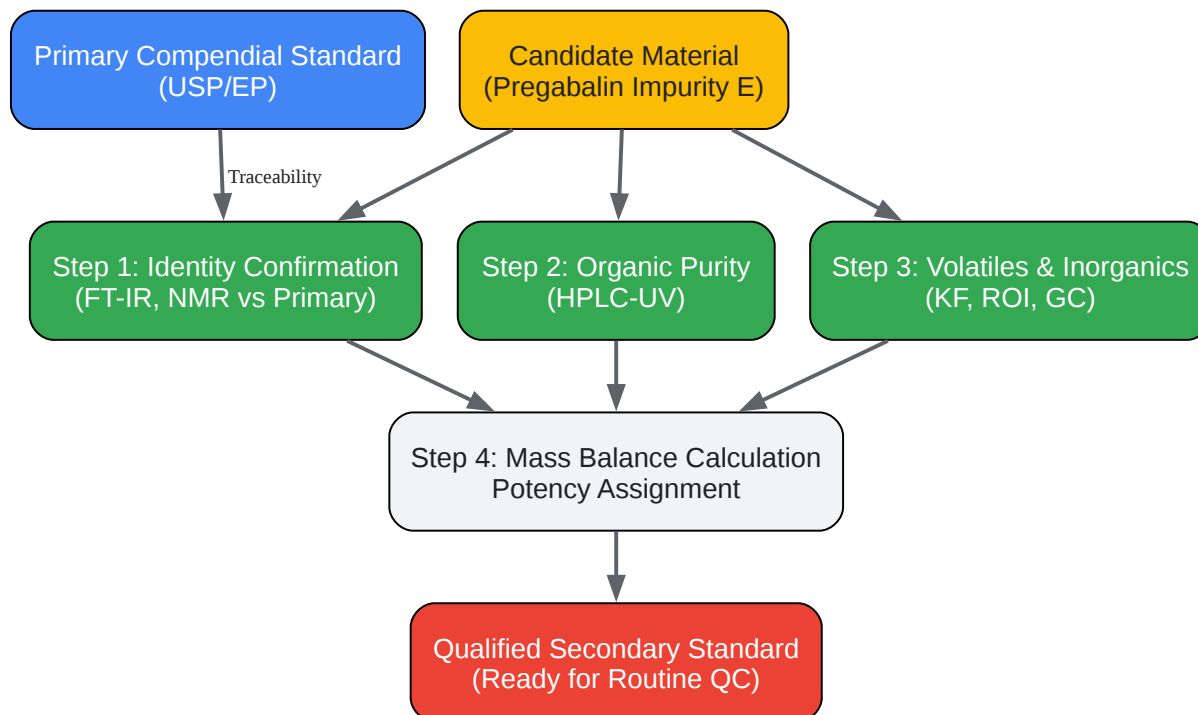 Primary Compendial Standard
(USP/EP)
Candidate Material
(Pregabalin Impurity E)
Traceability
Step 1: Identity Confirmation
(FT-IR, NMR vs Primary)
Step 2: Organic Purity
(HPLC-UV)
Step 3: Volatiles & Inorganics
(KF, ROI, GC)
Step 4: Mass Balance Calculation
Potency Assignment
Qualified Secondary Standard
(Ready for Routine QC)